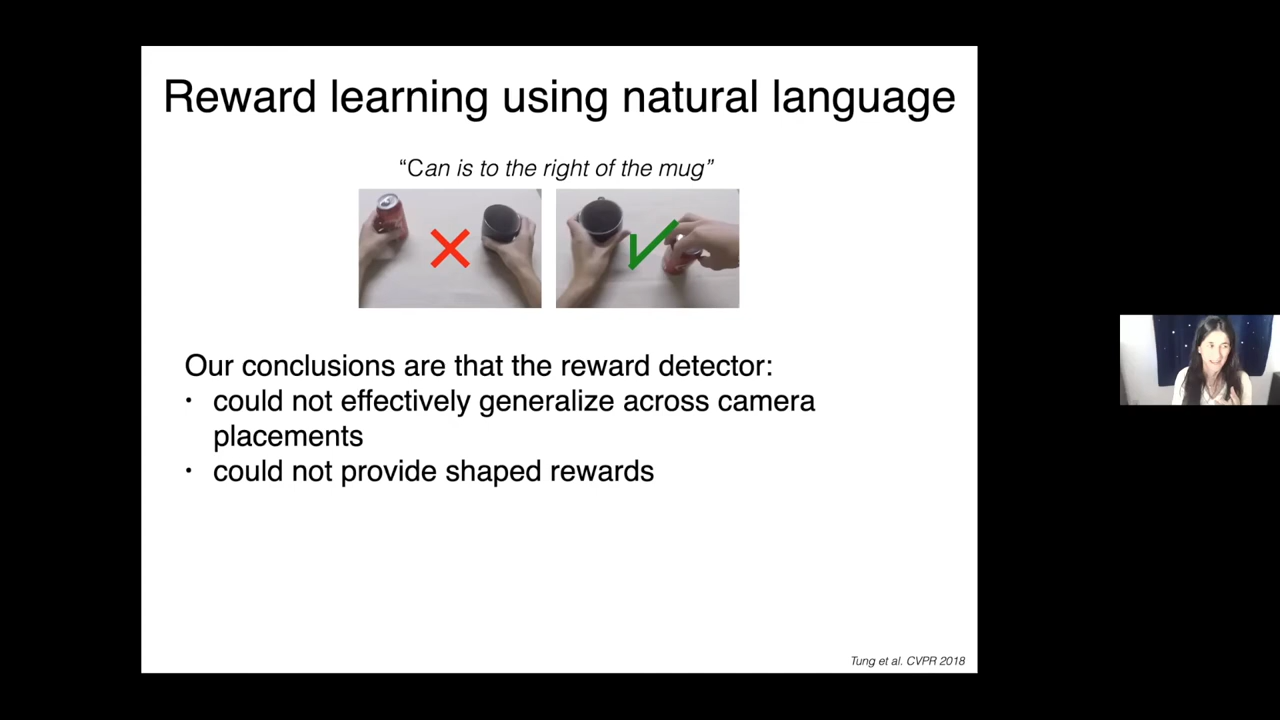 Reward learning using natural language
“Can is to the right of the mug”
Our conclusions are that the reward detector:
• could not effectively generalize across camera
placements
• could not provide shaped rewards
Tung et al. CVPR 2018